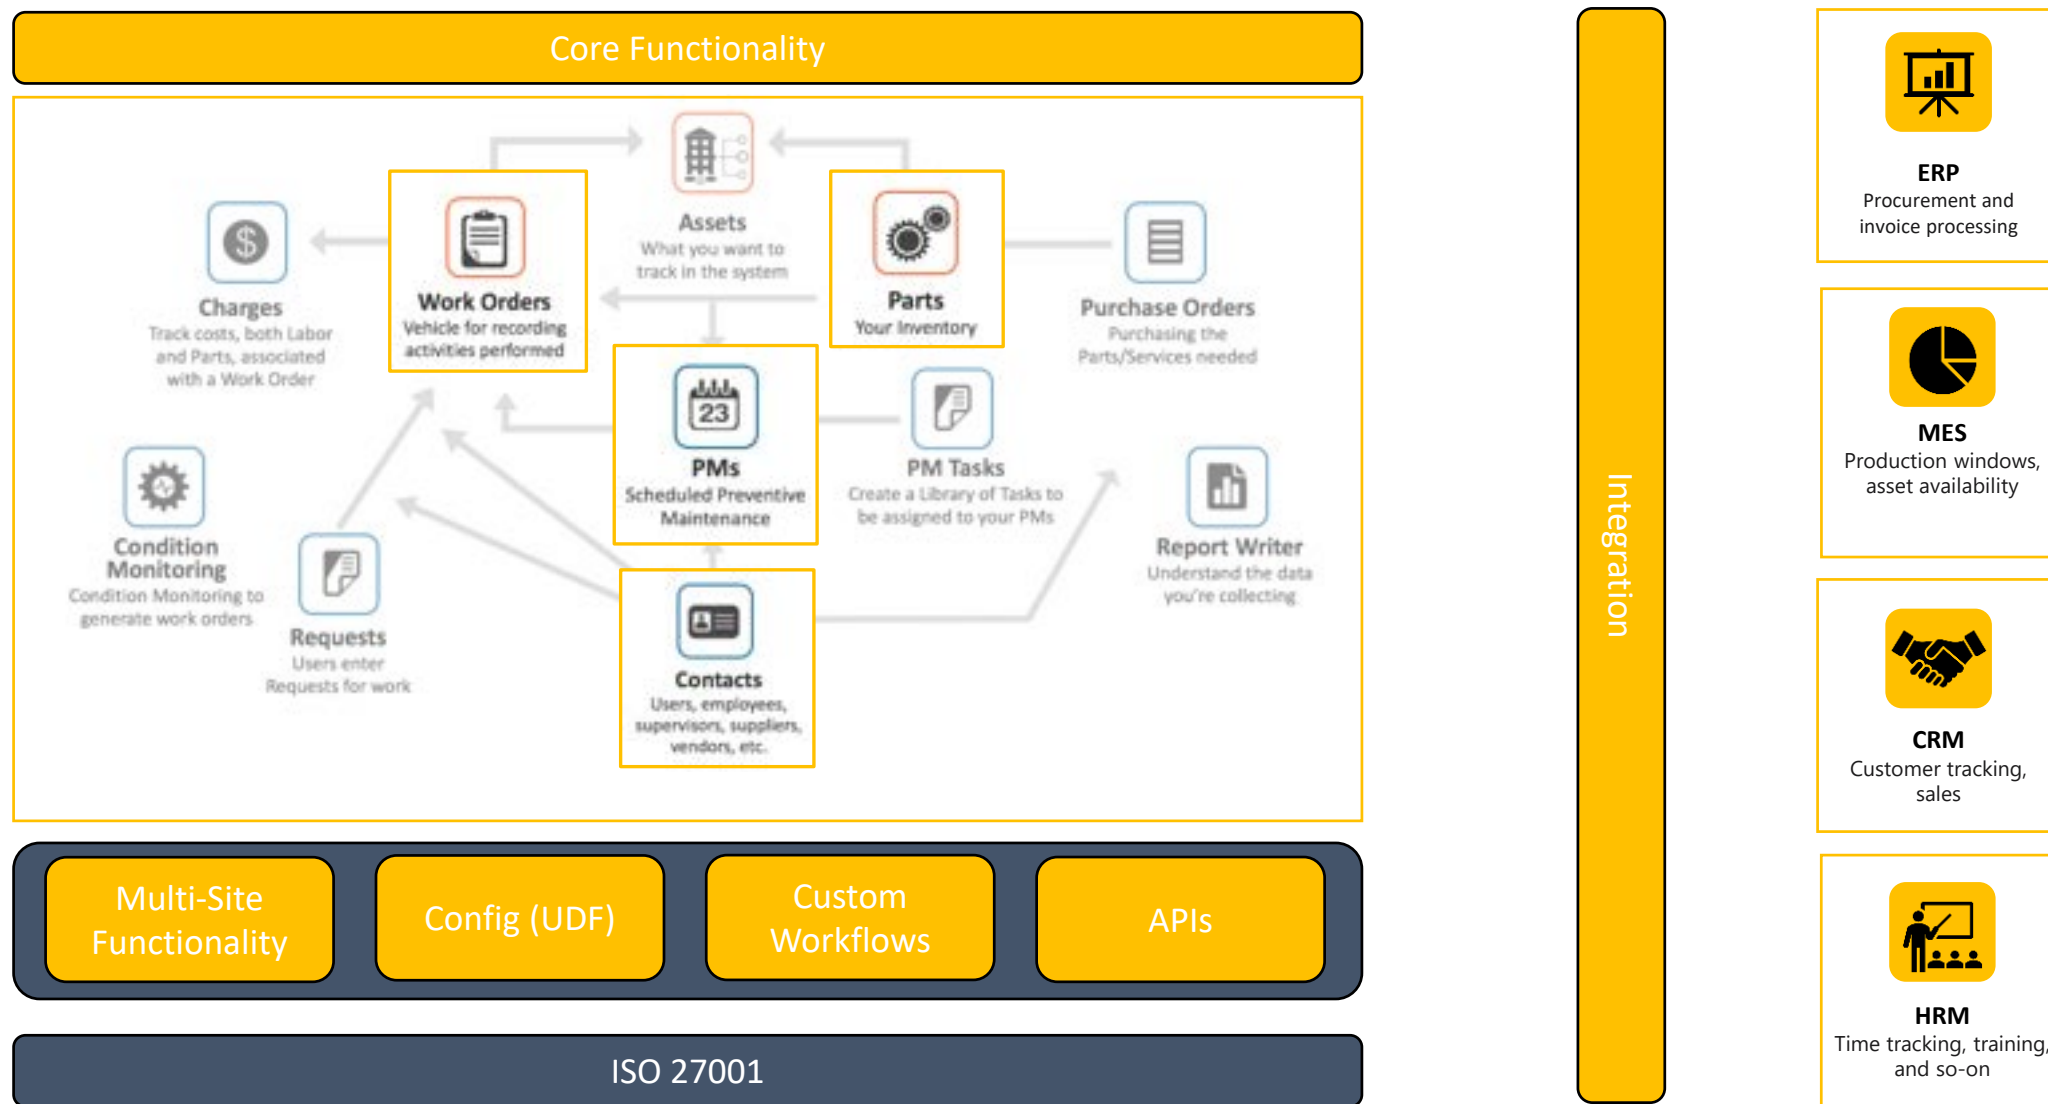 Core Functionality
Assets
What you want to
track in the system
Charges
Track costs, both Labor
and Parts, associated
with a Work Order
Work Orders
Vehicle for recording
activities performed
Parts
Your Inventory
Purchase Orders
Purchasing the
Parts/Services needed
23
PMs
Scheduled Preventive
Maintenance
PM Tasks
Create a Library of Tasks to
be assigned to your PMs
Condition
Monitoring
Condition Monitoring to
generate work orders
Requests
Users enter
Requests for work
Report Writer
Understand the data
you're collecting
Contacts
Users, employees,
supervisors, suppliers,
vendors, etc.
Multi-Site
Functionality
Config (UDF)
Custom
Workflows
APIs
ISO 27001
Integration
ERP
Procurement and
invoice processing
MES
Production windows,
asset availability
CRM
Customer tracking,
sales
HRM
Time tracking, training,
and so-on